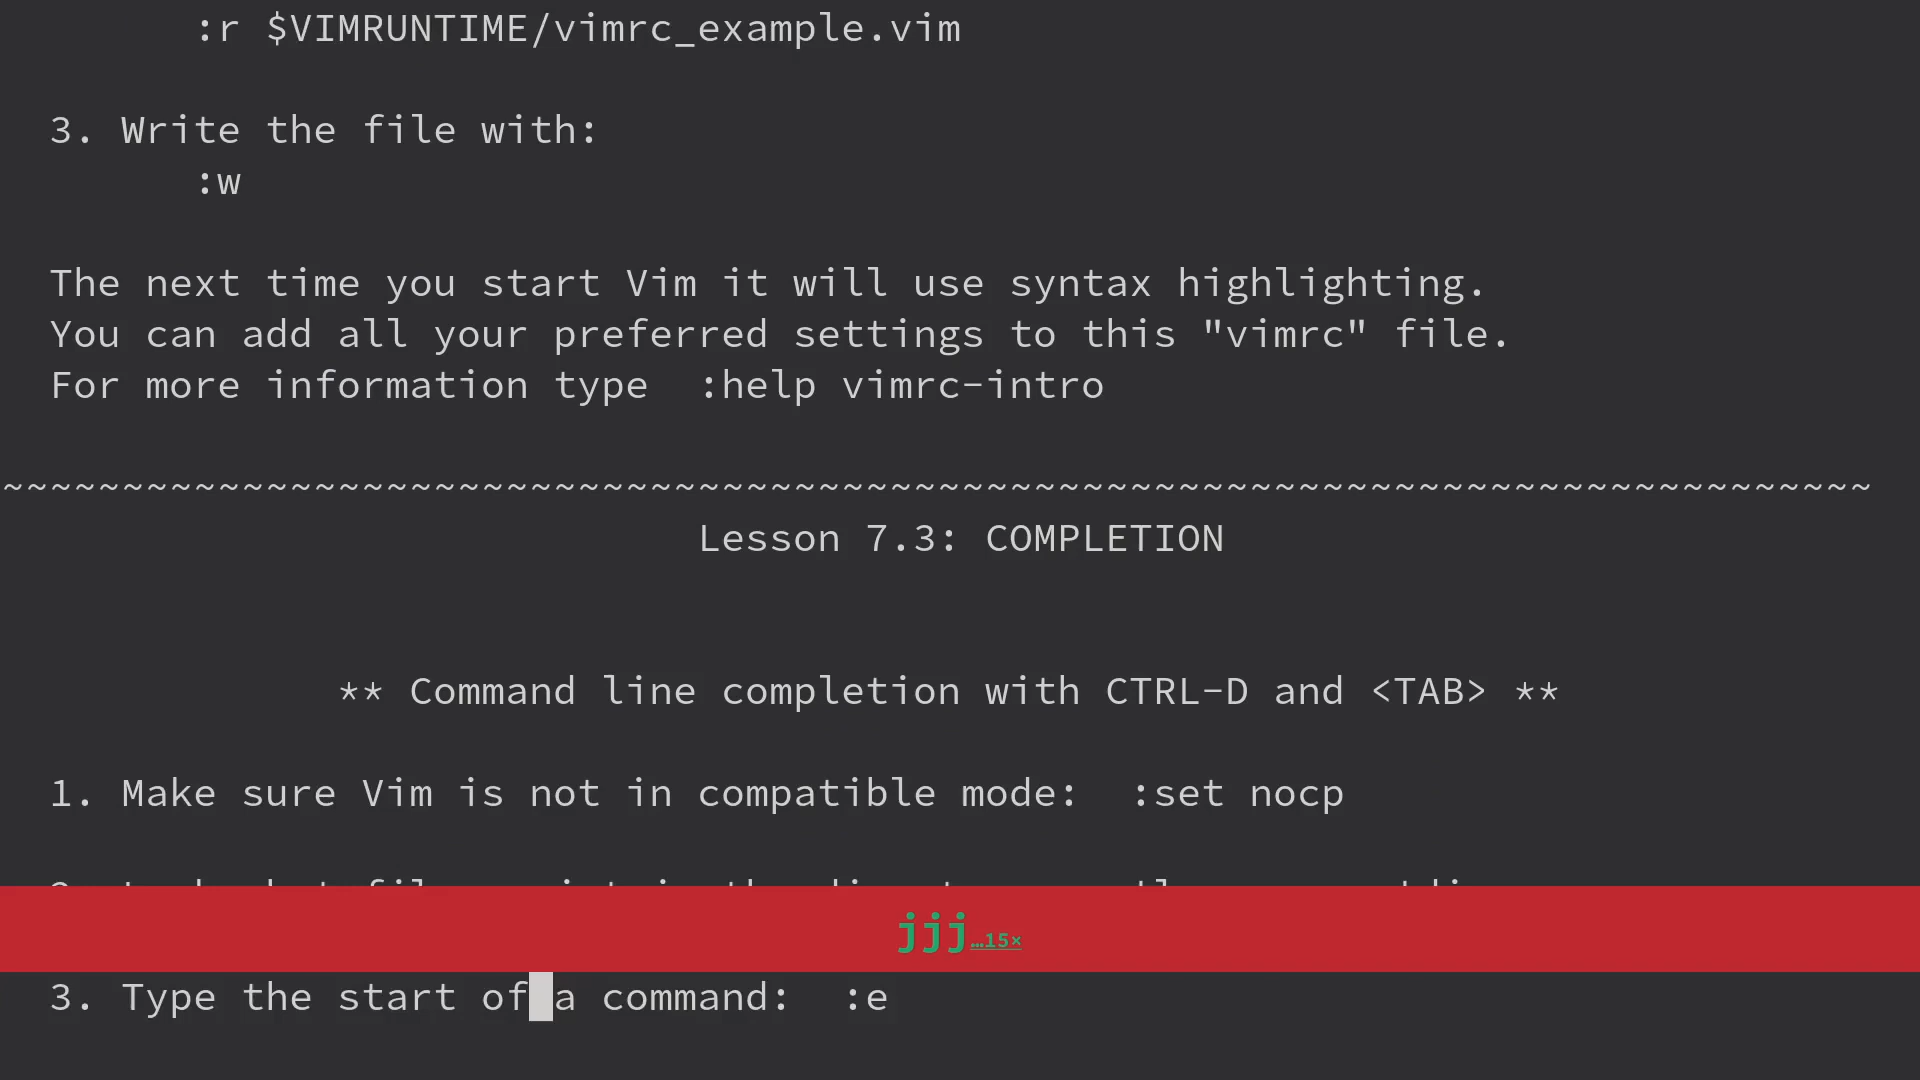 :r $VIMRUNTIME/vimrc_example.vim
3. Write the file with:
:w
The next time you start Vim it will use syntax highlighting.
You can add all your preferred settings to this "vimrc" file.
For more information type  :help vimrc-intro
~~~~~~~~~~~~~~~~~~~~~~~~~~~~~~~~~~~~~~~~~~~~~~~~~~~~~~~~~~~~~~~~~~~~~~~~~~~~~~
Lesson 7.3: COMPLETION
** Command line completion with CTRL-D and <TAB> **
1. Make sure Vim is not in compatible mode:  :set nocp
jjj…15×
3. Type the start of a command:  :e